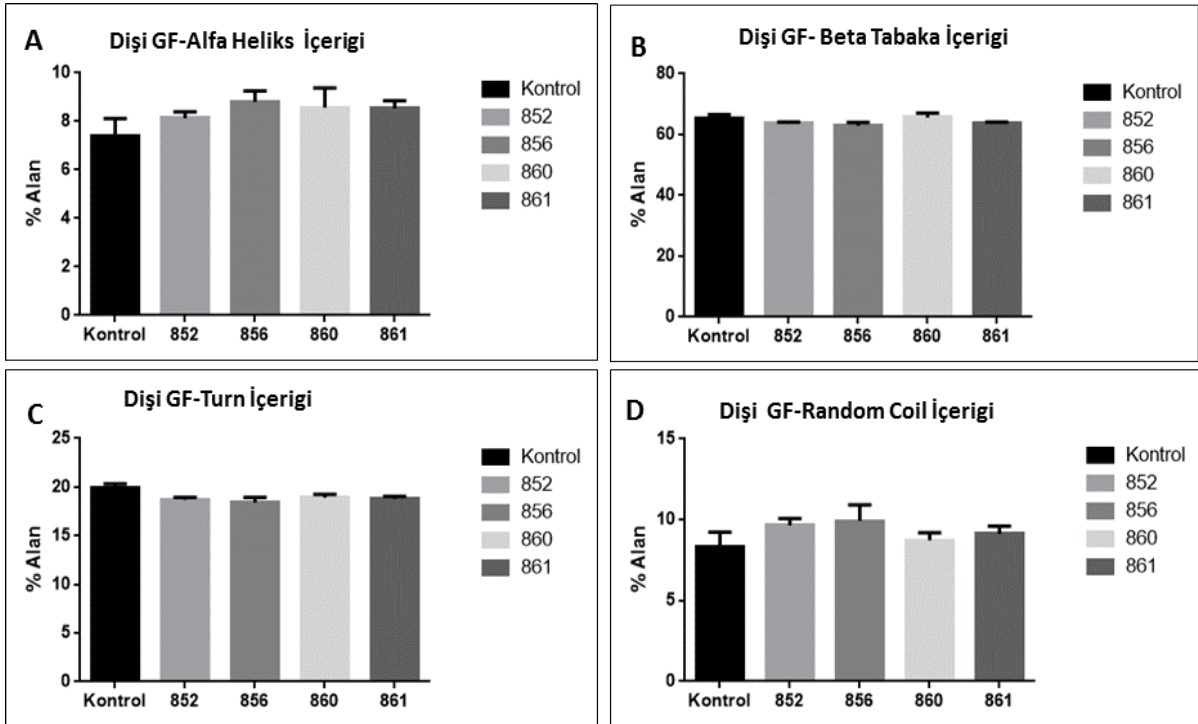 A
Dişi GF-Alfa Heliks İçerigi
% Alan
10
8
6
4
2
0
Kontrol 852 856 860 861
Kontrol
852
856
860
861
B
Dişi GF- Beta Tabaka İçerigi
% Alan
80
60
40
20
0
Kontrol 852 856 860 861
Kontrol
852
856
860
861
C
Dişi GF-Turn İçerigi
% Alan
25
20
15
10
5
0
Kontrol 852 856 860 861
Kontrol
852
856
860
861
D
Dişi GF-Random Coil İçerigi
% Alan
15
10
5
0
Kontrol 852 856 860 861
Kontrol
852
856
860
861